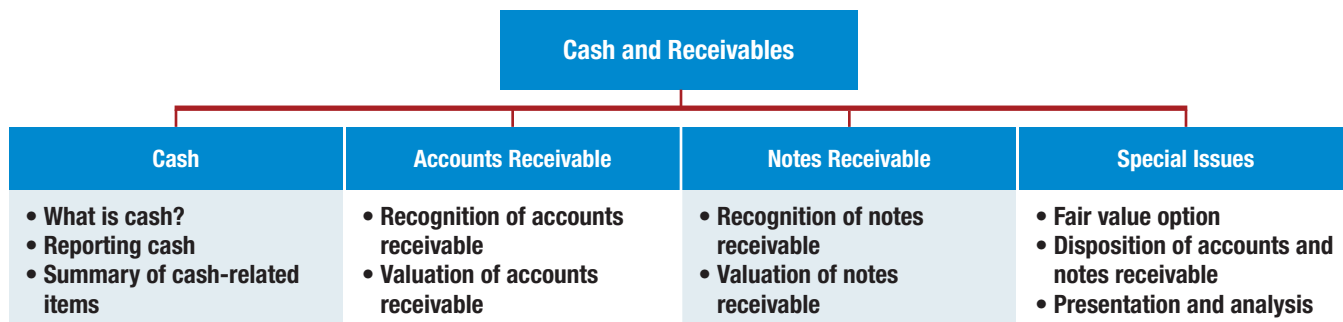 Cash and Receivables
Cash
• What is cash?
• Reporting cash
• Summary of cash-related
items
Accounts Receivable
• Recognition of accounts
receivable
• Valuation of accounts
receivable
Notes Receivable
• Recognition of notes
receivable
• Valuation of notes
receivable
Special Issues
• Fair value option
• Disposition of accounts and
notes receivable
• Presentation and analysis